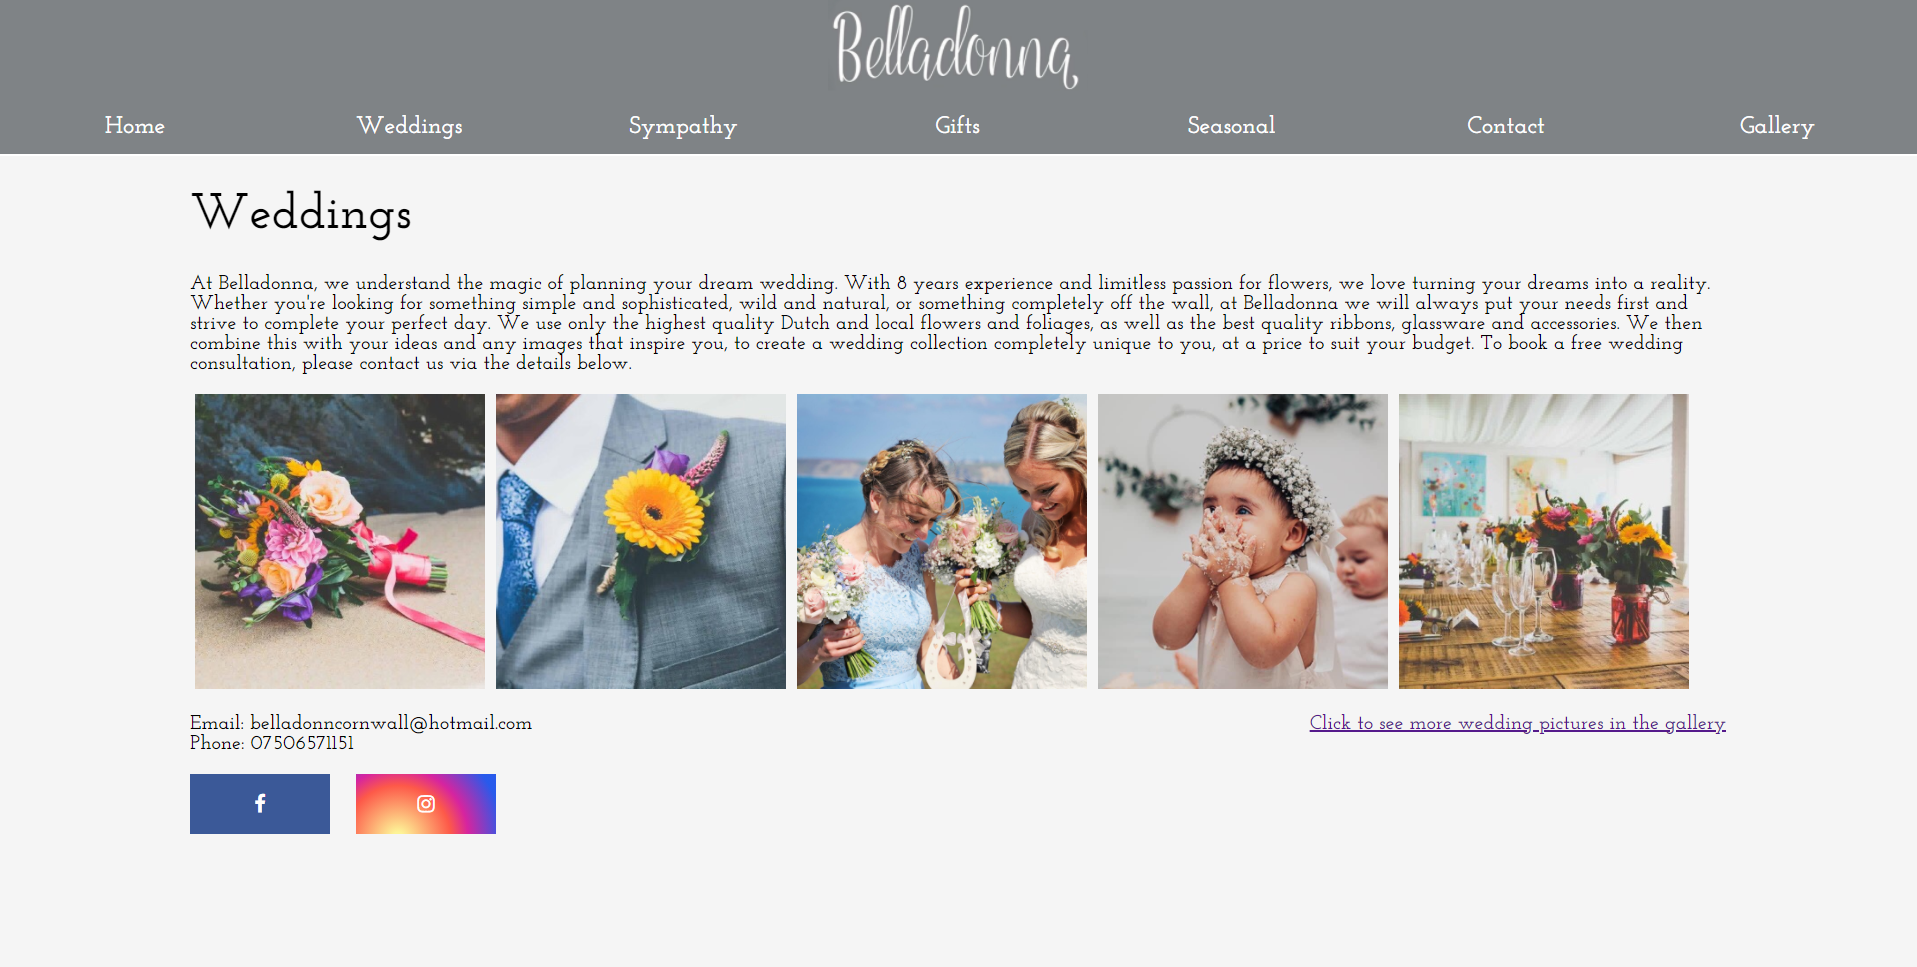 Belladonna
Home Weddings Sympathy Gifts Seasonal Contact Gallery
Weddings
At Belladonna, we understand the magic of planning your dream wedding. With 8 years experience and limitless passion for flowers, we love turning your dreams into a reality.
Whether you're looking for something simple and sophisticated, wild and natural, or something completely off the wall, at Belladonna we will always put your needs first and
strive to complete your perfect day. We use only the highest quality Dutch and local flowers and foliages, as well as the best quality ribbons, glassware and accessories. We then
combine this with your ideas and any images that inspire you, to create a wedding collection completely unique to you, at a price to suit your budget. To book a free wedding
consultation, please contact us via the details below.
Email: belladonncornwall@hotmail.com
Phone: 07506571151
Click to see more wedding pictures in the gallery